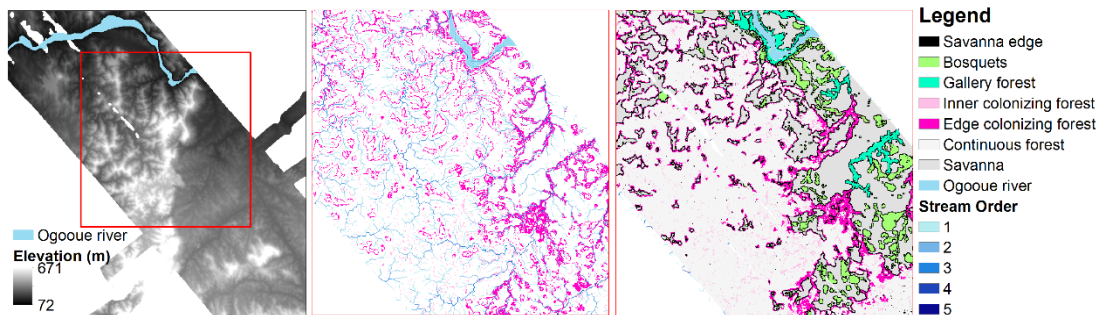 Ogooue river
Elevation (m)
671
72
Legend
Savanna edge
Bosquets
Gallery forest
Inner colonizing forest
Edge colonizing forest
Continuous forest
Savanna
Ogooue river
Stream Order
1
2
3
4
5